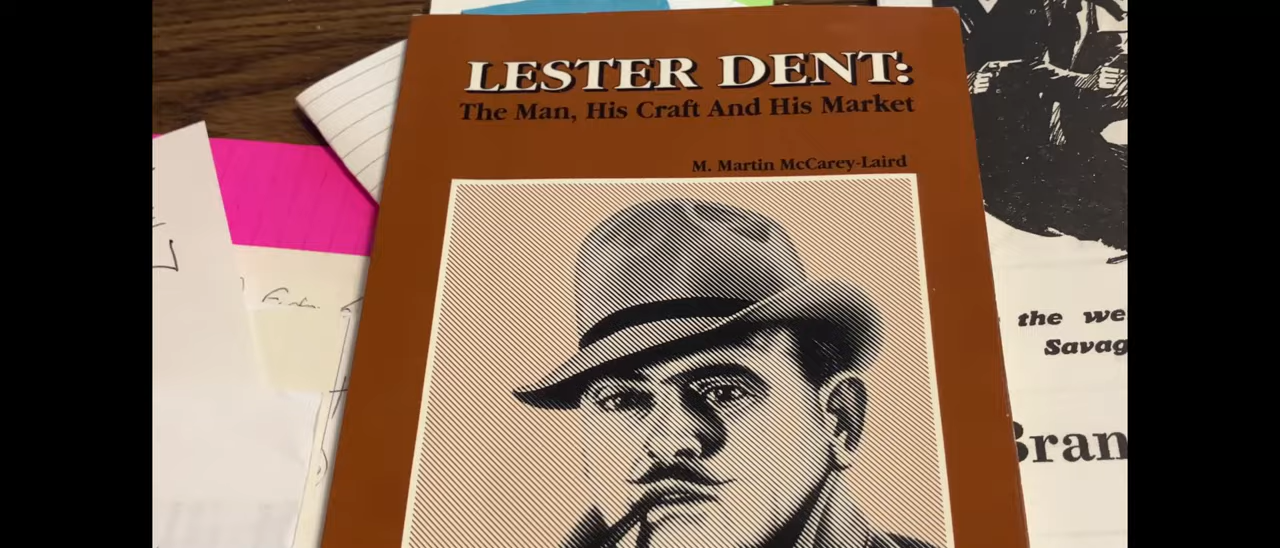 LESTER DENT:
The Man, His Craft And His Market
M. Martin McCarey-Laird
the we
Savag
Bran